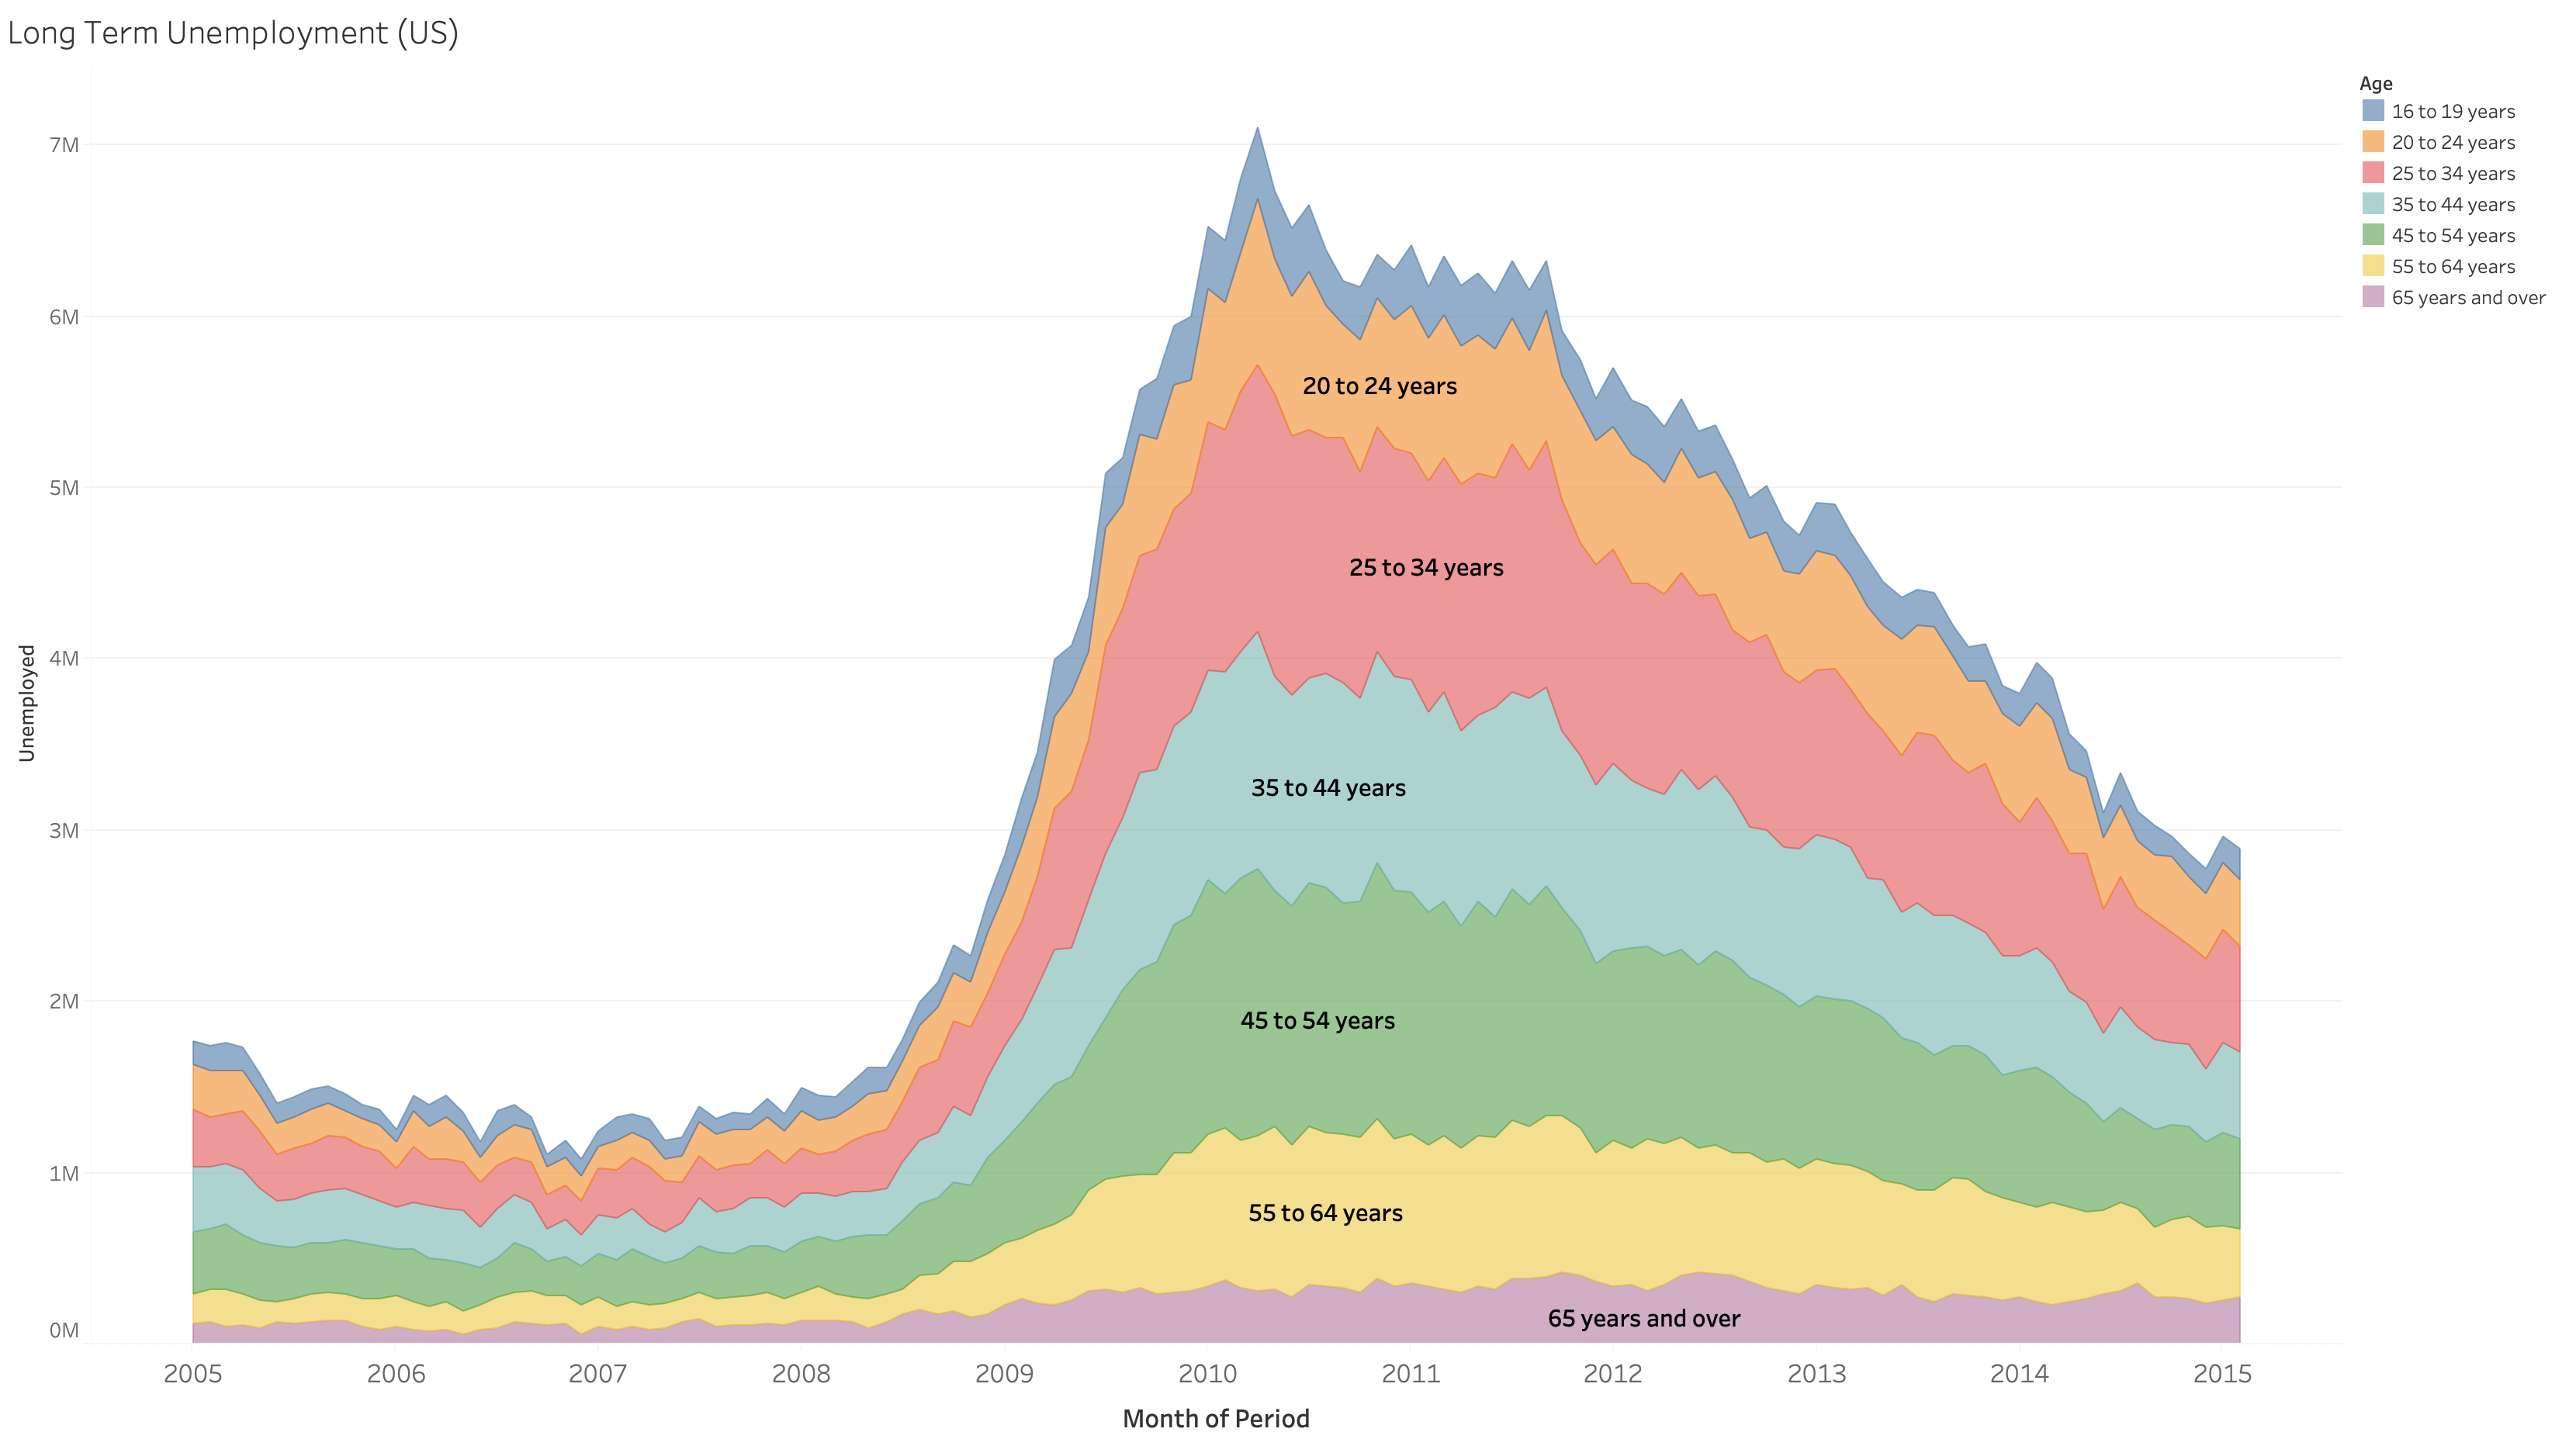 Long Term Unemployment (US)
Age
16 to 19 years
20 to 24 years
25 to 34 years
35 to 44 years
45 to 54 years
55 to 64 years
65 years and over
7M
6M
5M
4M
3M
2M
1M
0M
Unemployed
20 to 24 years
25 to 34 years
35 to 44 years
45 to 54 years
55 to 64 years
65 years and over
2005 2006 2007 2008 2009 2010 2011 2012 2013 2014 2015
Month of Period